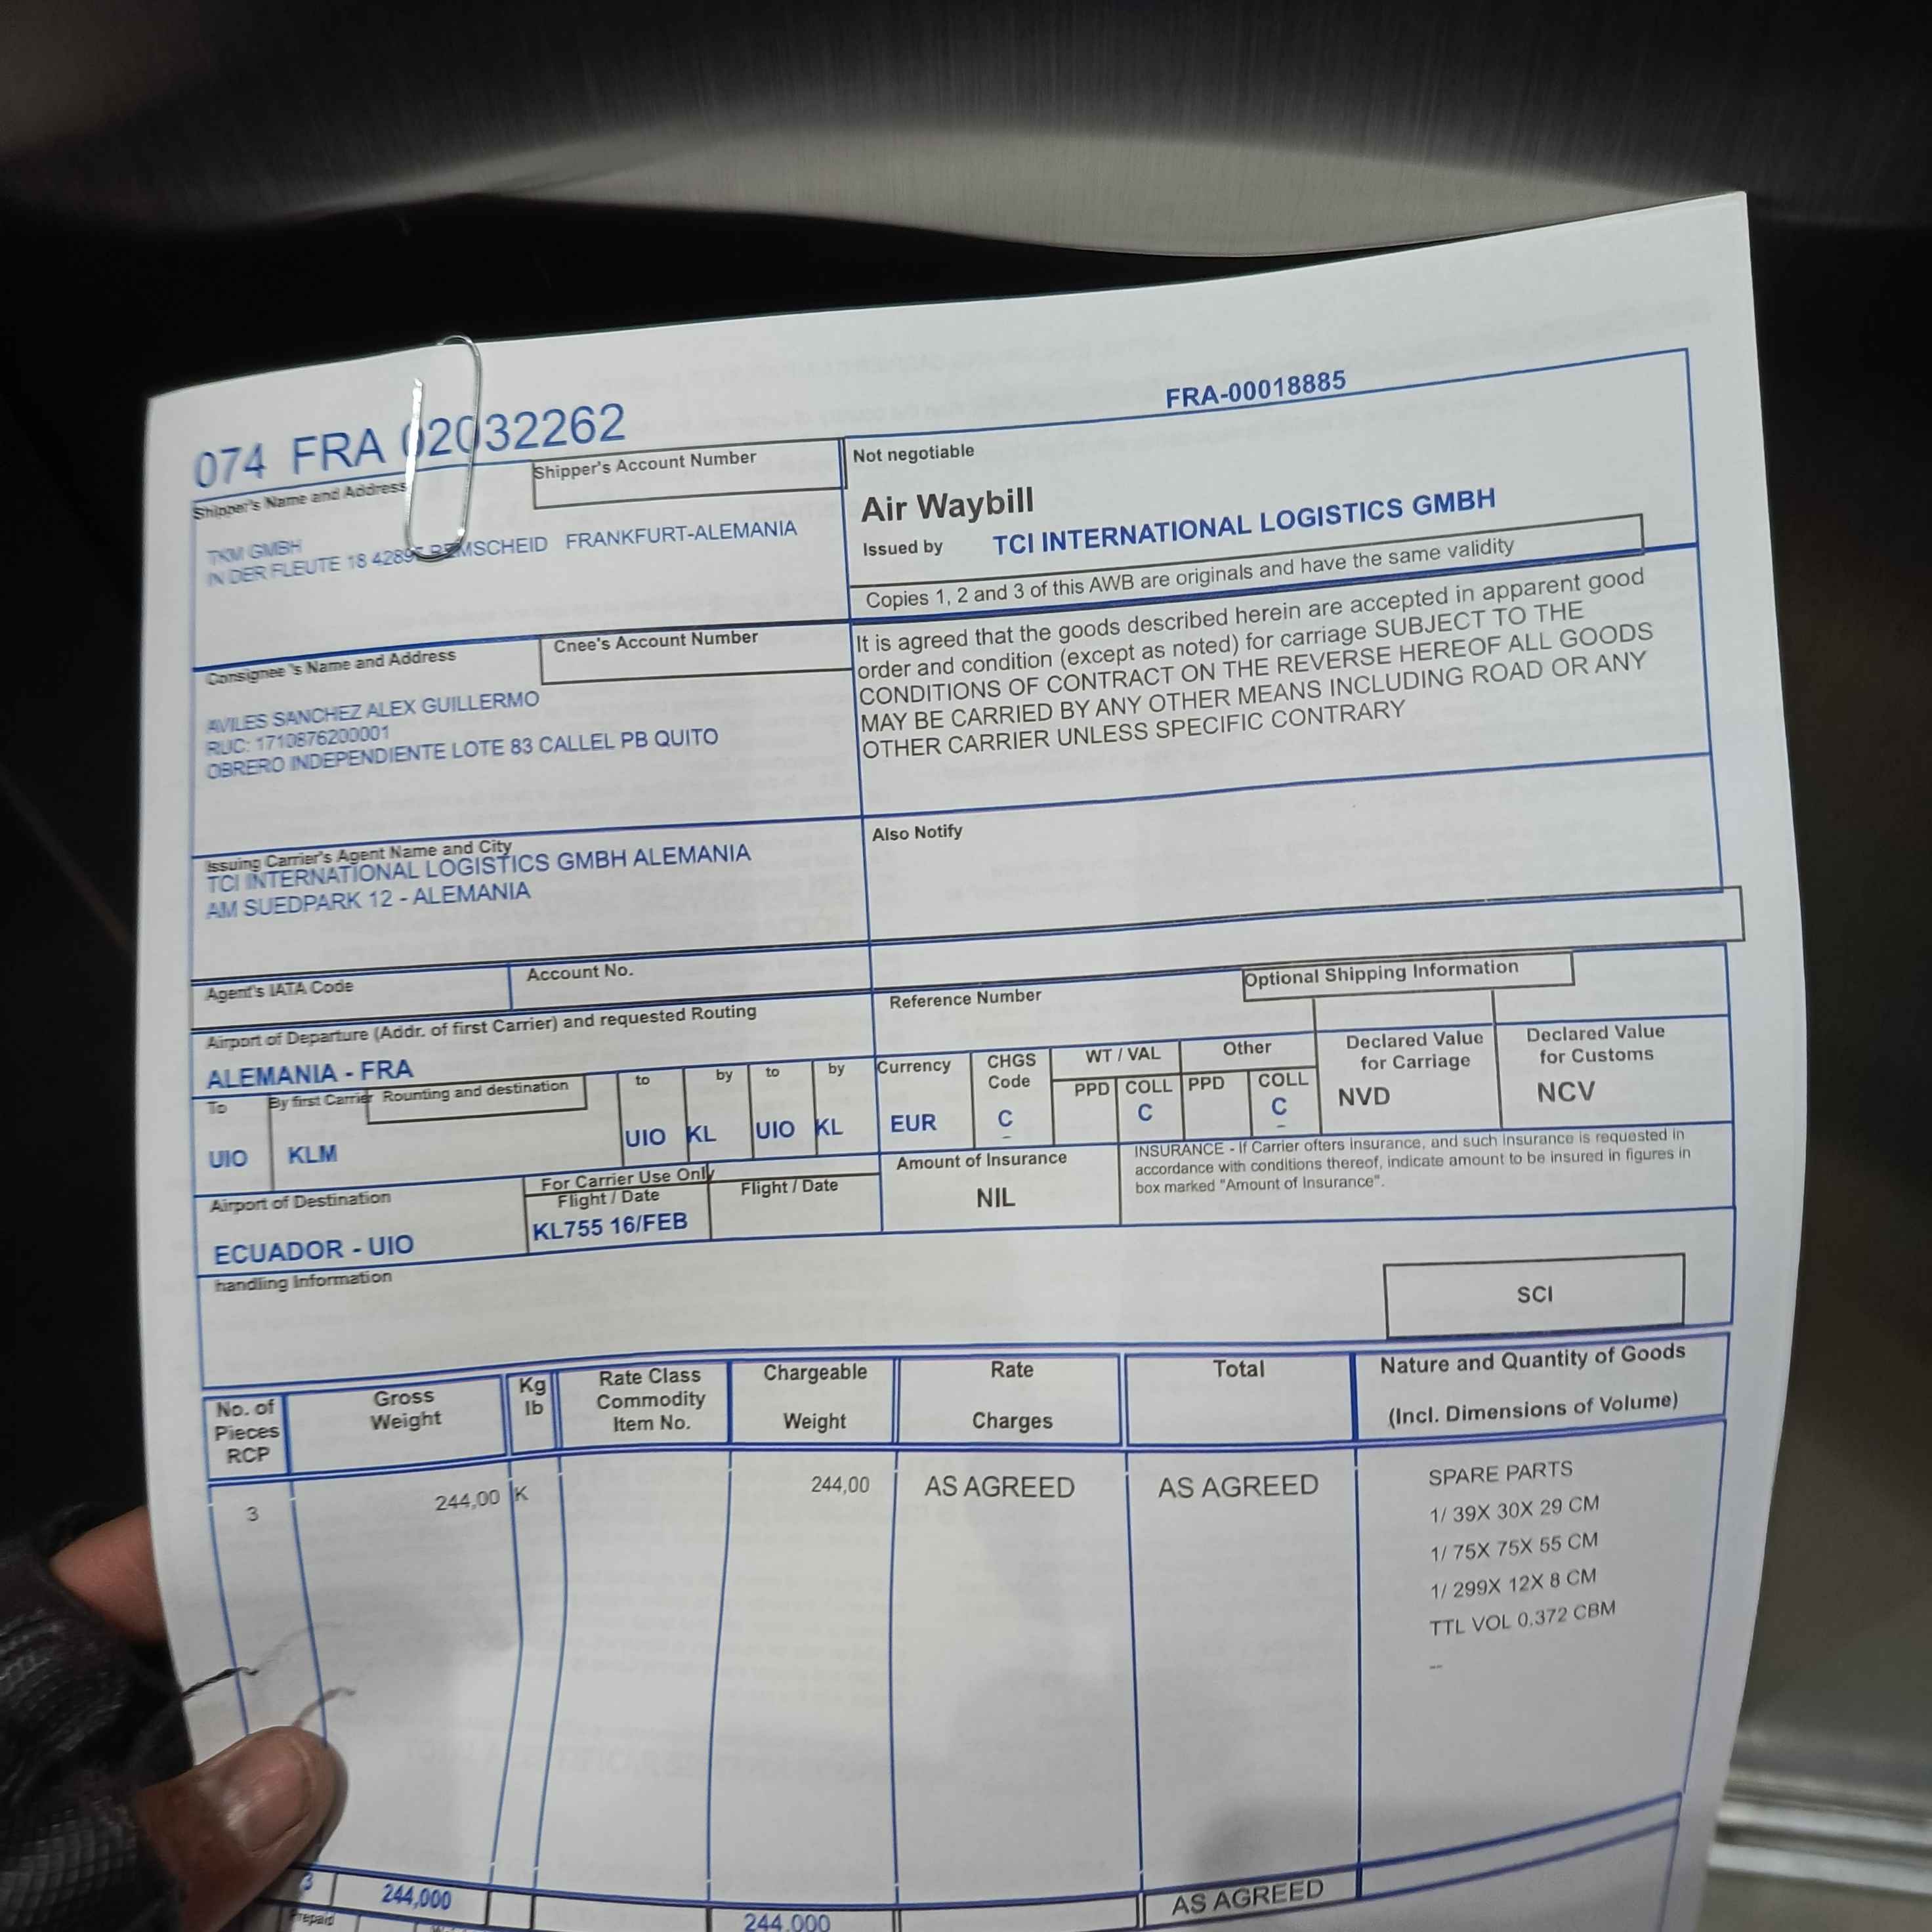 FRA-00018885
074 FRA 02032262
Shipper's Name and Address
Shipper's Account Number
TKM GMBH
IN DER FLEUTE 18 42897 REMSCHEID FRANKFURT-ALEMANIA
Not negotiable
Air Waybill
Issued by TCI INTERNATIONAL LOGISTICS GMBH
Copies 1, 2 and 3 of this AWB are originals and have the same validity
Consignee 's Name and Address
Cnee's Account Number
AVILES SANCHEZ ALEX GUILLERMO
RUC: 1710876200001
OBRERO INDEPENDIENTE LOTE 83 CALLEL PB QUITO
It is agreed that the goods described herein are accepted in apparent good
order and condition (except as noted) for carriage SUBJECT TO THE
CONDITIONS OF CONTRACT ON THE REVERSE HEREOF ALL GOODS
MAY BE CARRIED BY ANY OTHER MEANS INCLUDING ROAD OR ANY
OTHER CARRIER UNLESS SPECIFIC CONTRARY
Issuing Carrier's Agent Name and City
TCI INTERNATIONAL LOGISTICS GMBH ALEMANIA
AM SUEDPARK 12 - ALEMANIA
Also Notify
Agent's IATA Code
Account No.
Airport of Departure (Addr. of first Carrier) and requested Routing
ALEMANIA - FRA
Reference Number
Optional Shipping Information
To
By first Carrier
Rounting and destination
to
by
to
by
UIO
KLM
UIO
KL
UIO
KL
Currency
EUR
CHGS
Code
C
WT / VAL
PPD
COLL
C
Other
PPD
COLL
C
Declared Value
for Carriage
NVD
Declared Value
for Customs
NCV
Airport of Destination
ECUADOR - UIO
For Carrier Use Only
Flight / Date
Flight / Date
KL755 16/FEB
Amount of Insurance
NIL
INSURANCE - If Carrier ofters insurance, and such Insurance is requested in
accordance with conditions thereof, indicate amount to be insured in figures in
box marked "Amount of Insurance".
handling Information
SCI
No. of
Pieces
RCP
Gross
Weight
Kg
lb
Rate Class
Commodity
Item No.
Chargeable
Weight
Rate
Charges
Total
Nature and Quantity of Goods
(Incl. Dimensions of Volume)
3
244,00
K
244,00
AS AGREED
AS AGREED
SPARE PARTS
1/ 39X 30X 29 CM
1/ 75X 75X 55 CM
1/ 299X 12X 8 CM
TTL VOL 0.372 CBM
--
3
244,000
244,000
AS AGREED
Prepaid